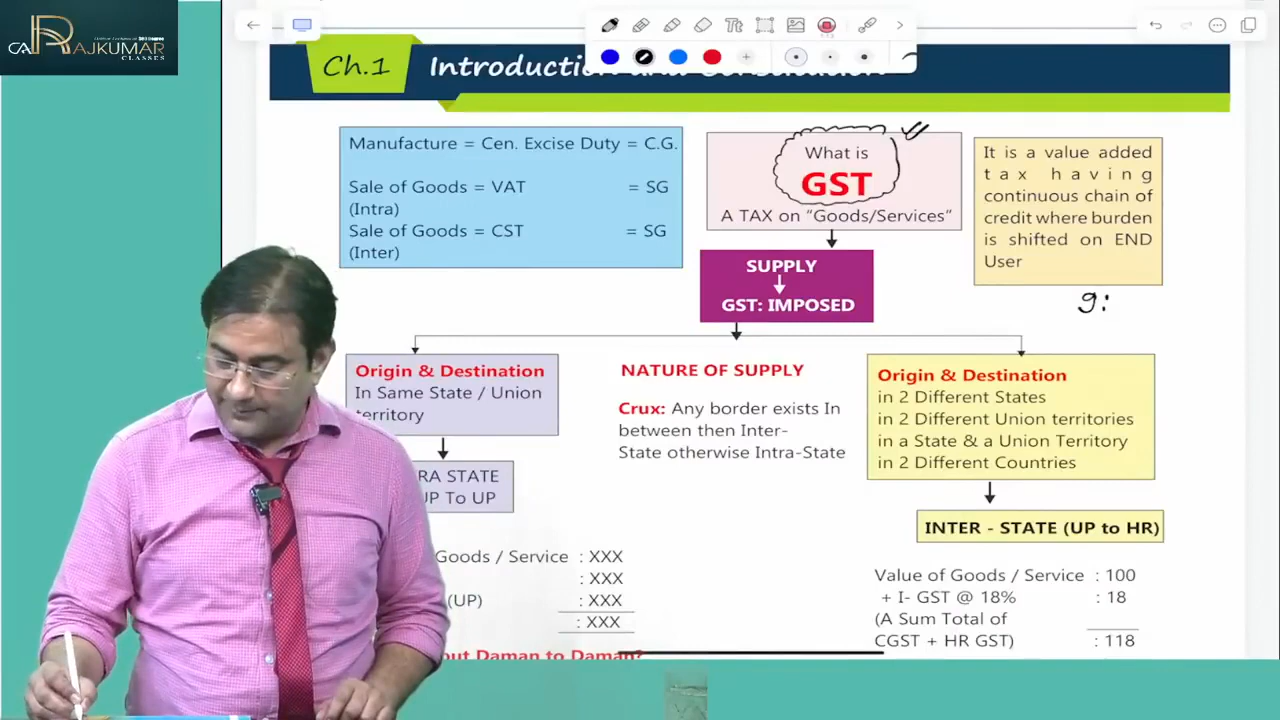 CA RAJKUMAR
CLASSES
Ch.1
Manufacture = Cen. Excise Duty = C.G.
Sale of Goods = VAT = SG
(Intra)
Sale of Goods = CST = SG
(Inter)
What is
GST
A TAX on “Goods/Services”
It is a value added
tax having
continuous chain of
credit where burden
is shifted on END
User
9:
SUPPLY
GST: IMPOSED
Origin & Destination
In Same State / Union
territory
NATURE OF SUPPLY
Crux: Any border exists In
between then Inter-
State otherwise Intra-State
Origin & Destination
in 2 Different States
in 2 Different Union territories
in a State & a Union Territory
in 2 Different Countries
RA STATE
UP To UP
INTER - STATE (UP to HR)
Goods / Service : XXX
: XXX
(UP) : XXX
: XXX
out Daman to Daman?
Value of Goods / Service : 100
+ I- GST @ 18% : 18
(A Sum Total of
CGST + HR GST) : 118